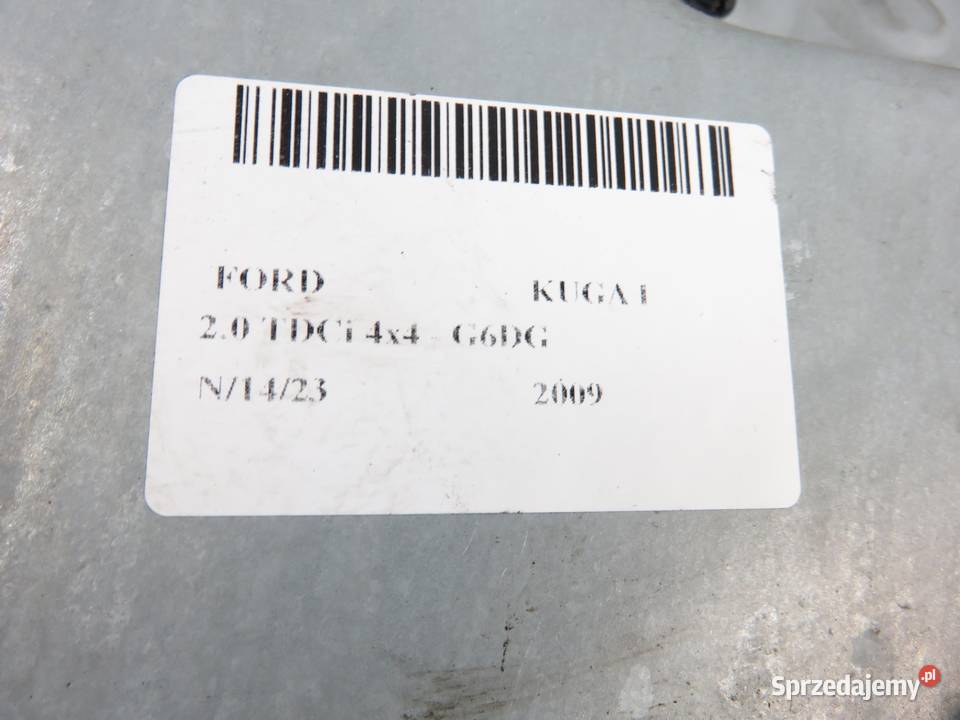 FORD KUGA I
2.0 TDCi 4x4 - G6DG
N/14/23 2009
Sprzedajemy.pl